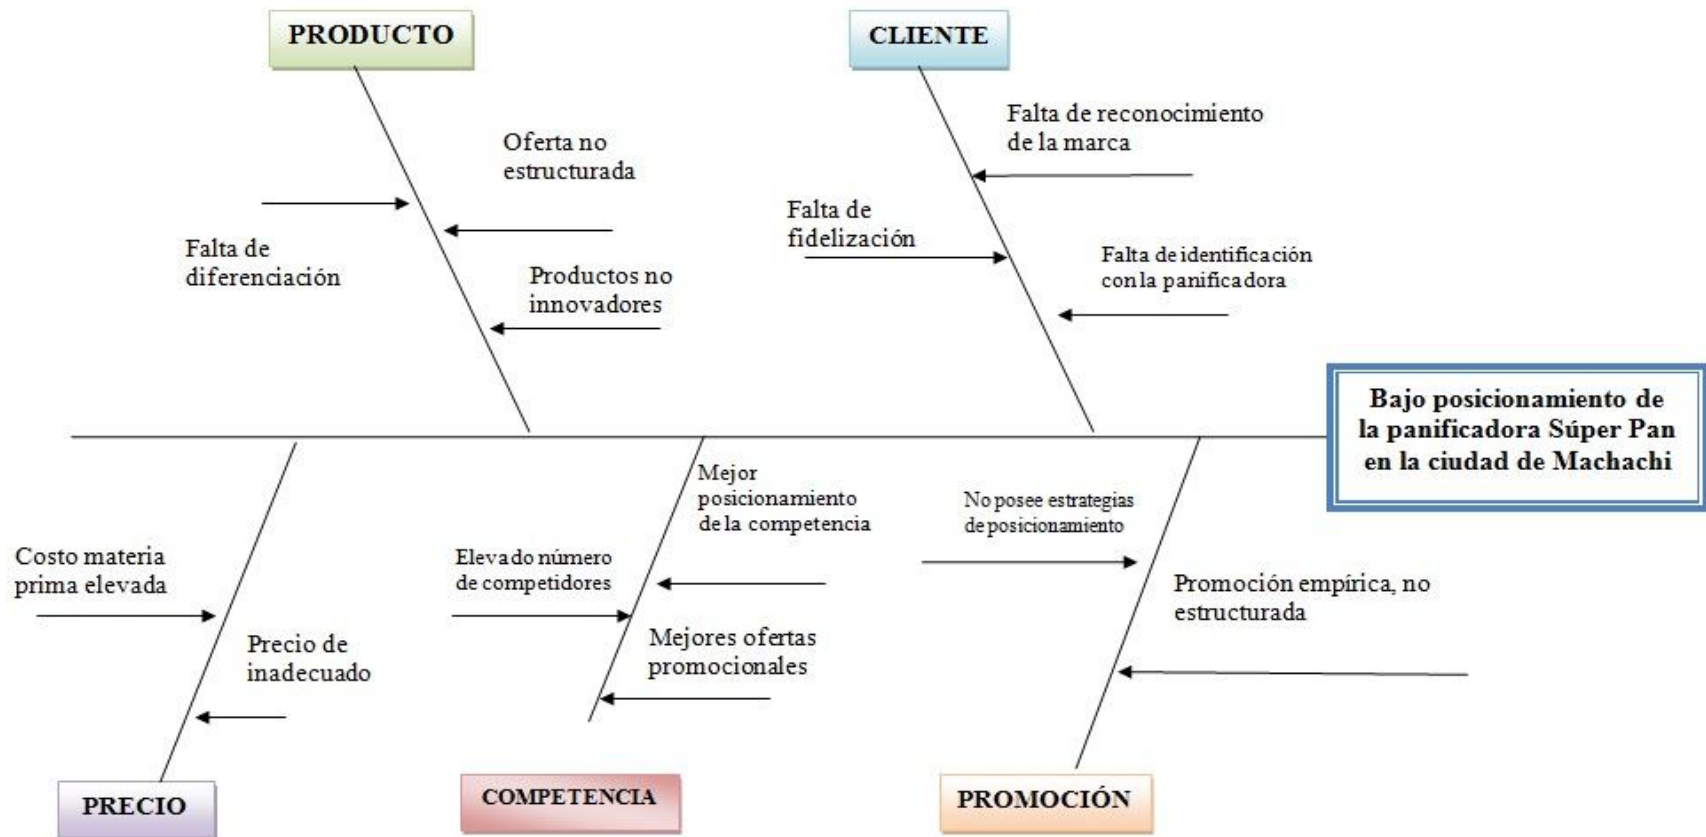 PRODUCTO
CLIENTE
Oferta no
estructurada
Falta de
diferenciación
Productos no
innovadores
Falta de reconocimiento
de la marca
Falta de
fidelización
Falta de identificación
con la panificadora
Bajo posicionamiento de
la panificadora Súper Pan
en la ciudad de Machachi
Costo materia
prima elevada
Precio de
inadecuado
Mejor
posicionamiento
de la competencia
Elevado número
de competidores
Mejores ofertas
promocionales
No posee estrategias
de posicionamiento
Promoción empírica, no
estructurada
PRECIO
COMPETENCIA
PROMOCIÓN